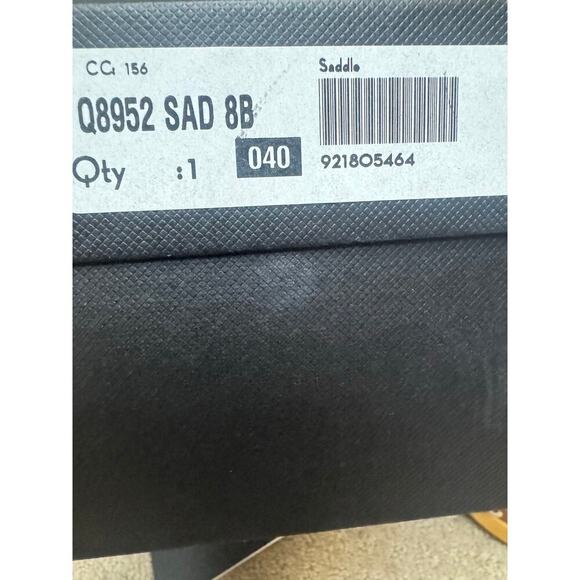 CG 156
Saddle
Q8952 SAD 8B
Qty :1
040
921805464